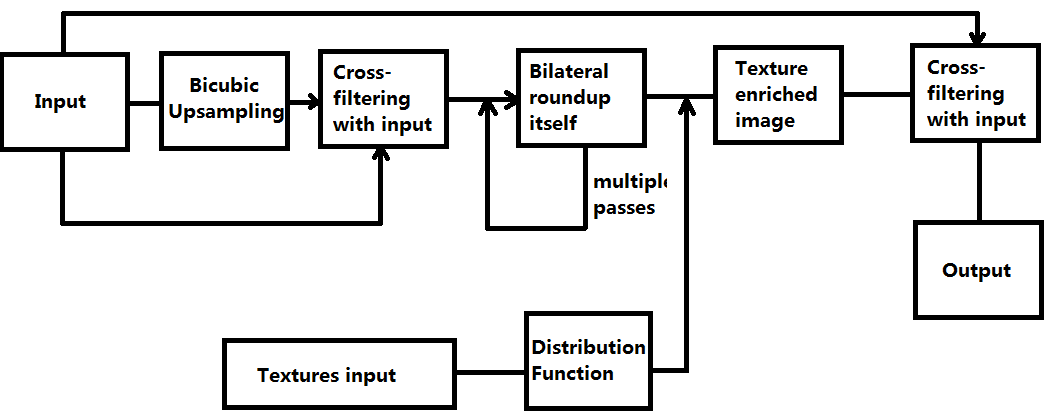 Input
Bicubic
Upsampling
Cross-
filtering
with input
Bilateral
roundup
itself
multiple
passes
Texture
enriched
image
Cross-
filtering
with input
Output
Textures input
Distribution
Function